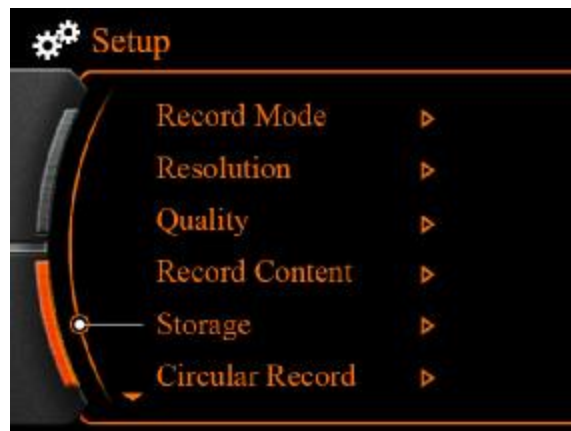 Setup
Record Mode
Resolution
Quality
Record Content
Storage
Circular Record